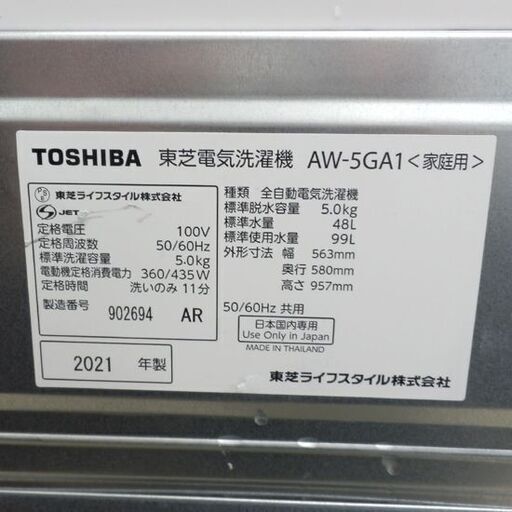 TOSHIBA 東芝電気洗濯機 AW-5GA1<家庭用>
東芝ライフスタイル株式会社
S JET
定格電圧 100V
定格周波数 50/60Hz
標準洗濯容量 5.0kg
電動機定格消費電力 360/435W
定格時間 洗いのみ 11分
製造番号 902694 AR
2021 年製
種類 全自動電気洗濯機
標準脱水容量 5.0kg
標準水量 48L
標準使用水量 99L
外形寸法 幅 563mm
奥行 580mm
高さ 957mm
50/60Hz 共用
日本国内専用
Use Only in Japan
MADE IN THAILAND
東芝ライフスタイル株式会社